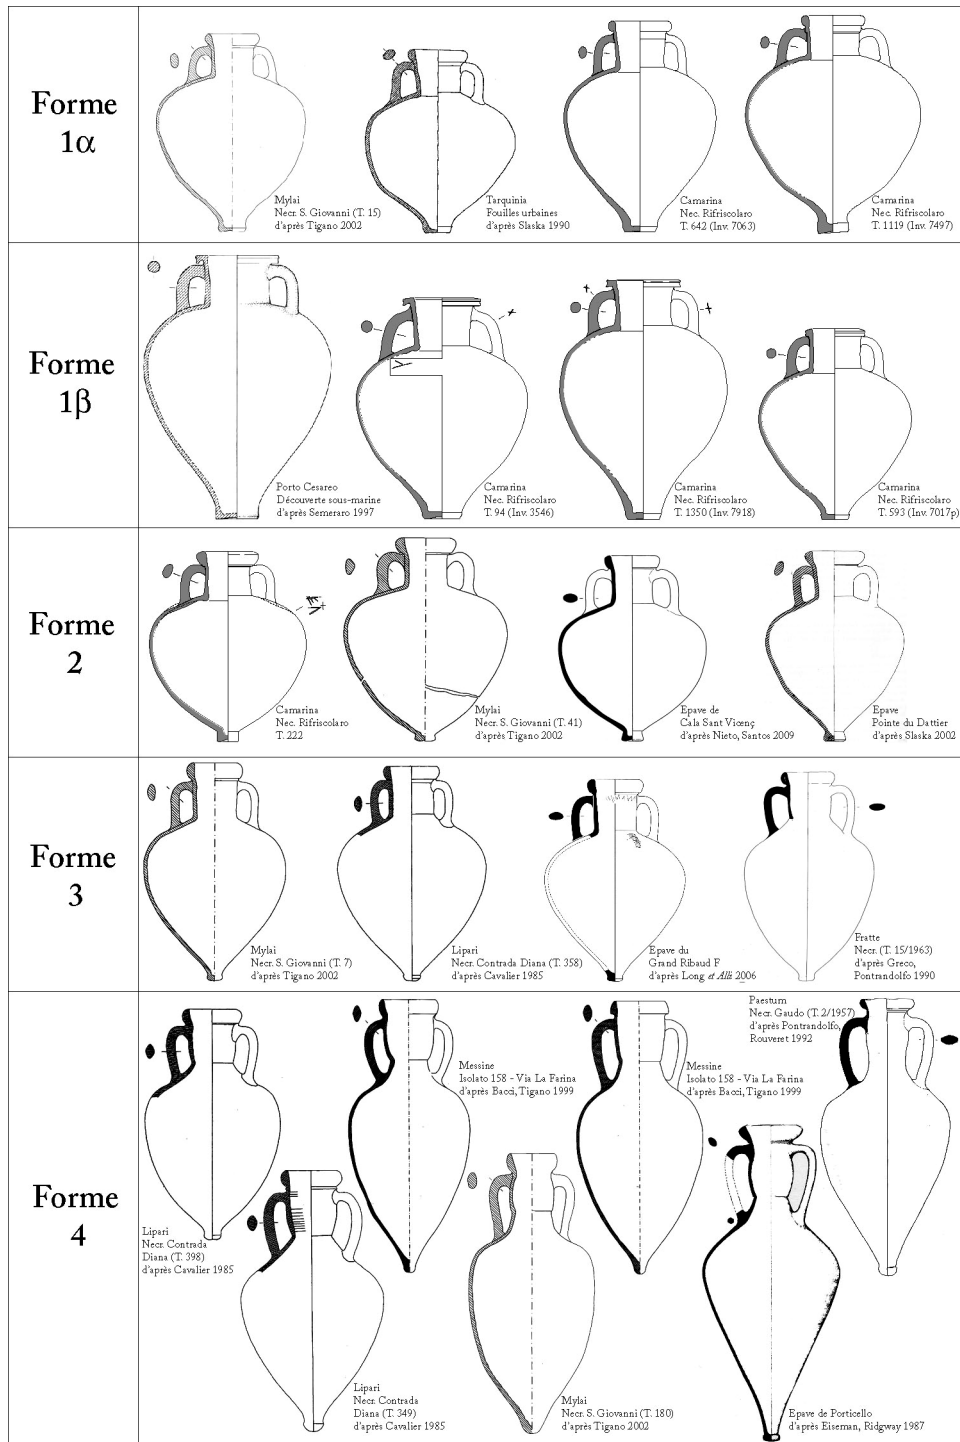 Forme
1α
Mylai
Necr. S. Giovanni (T. 15)
d'après Tigano 2002
Tarquinia
Fouilles urbaines
d'après Slaska 1990
Camarina
Nec. Rifriscolaro
T. 642 (Inv. 7063)
Camarina
Nec. Rifriscolaro
T. 1119 (Inv. 7497)
Forme
1β
Porto Cesareo
Découverte sous-marine
d'après Semeraro 1997
Camarina
Nec. Rifriscolaro
T. 94 (Inv. 3546)
Camarina
Nec. Rifriscolaro
T. 1350 (Inv. 7918)
Camarina
Nec. Rifriscolaro
T. 593 (Inv. 7017p)
Forme
2
Camarina
Nec. Rifriscolaro
T. 222
Mylai
Necr. S. Giovanni (T. 41)
d'après Tigano 2002
Epave de
Cala Sant Vicenç
d'après Nieto, Santos 2009
Epave
Pointe du Dattier
d'après Slaska 2002
Forme
3
Mylai
Necr. S. Giovanni (T. 7)
d'après Tigano 2002
Lipari
Necr. Contrada Diana (T. 358)
d'après Cavalier 1985
Epave du
Grand Ribaud F
d'après Long et Alii 2006
Fratte
Necr. (T. 15/1963)
d'après Greco,
Pontrandolfo 1990
Forme
4
Lipari
Necr. Contrada
Diana (T. 398)
d'après Cavalier 1985
Lipari
Necr. Contrada
Diana (T. 349)
d'après Cavalier 1985
Messine
Isolato 158 - Via La Farina
d'après Bacci, Tigano 1999
Mylai
Necr. S. Giovanni (T. 180)
d'après Tigano 2002
Messine
Isolato 158 - Via La Farina
d'après Bacci, Tigano 1999
Paestum
Necr. Gaudo (T. 2/1957)
d'après Pontrandolfo,
Rouveret 1992
Epave de Porticello
d'après Eiseman, Ridgway 1987